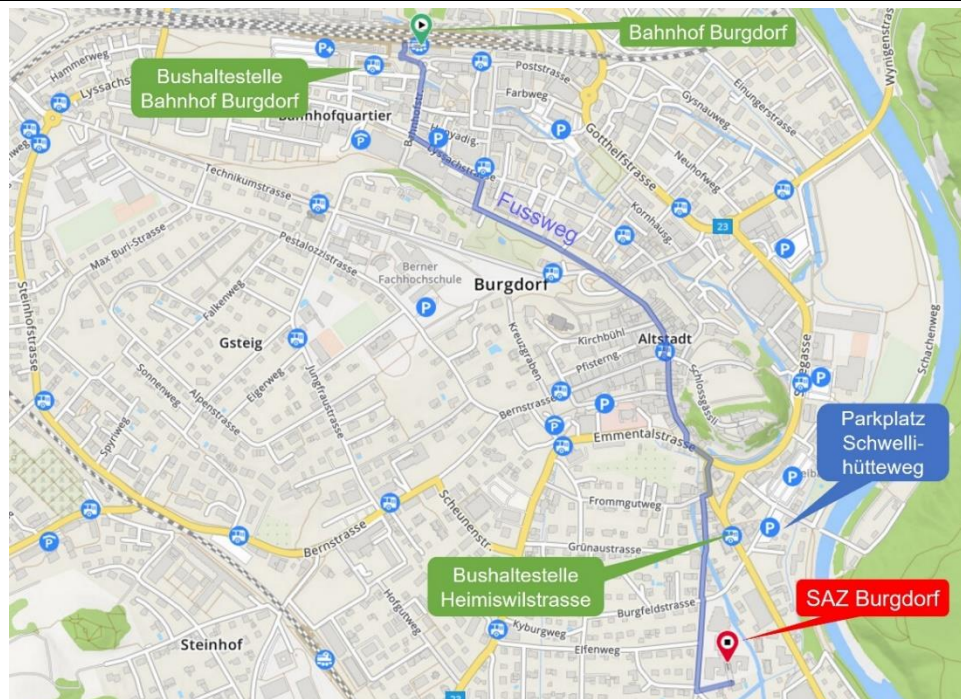 Bahnhof Burgdorf
Bushaltestelle
Bahnhof Burgdorf
Hammerweg
Lyssachstrasse
Poststrasse
Farbweg
Wynigenstrasse
Einungerstrasse
Gysnauweg
Bahnhofquartier
Gotthelfstrasse
Neuhofweg
Technikumstrasse
Fussweg
Kornhausg.
23
Max Buri-Strasse
Pestalozzistrasse
Berner
Fachhochschule
Burgdorf
Falkenweg
Steinhofstrasse
Gsteig
Kreuzgraben
Kirchbühl
Altstadt
Schachenweg
Pfisterng.
Sonnenweg
Eigerweg
Jungfraustrasse
Schlossgässli
Alpenstrasse
Bernstrasse
Spyriweg
Emmentalstrasse
Parkplatz
Schwelli-
hütteweg
Frommgutweg
Scheunenstr.
Bernstrasse
Grünaustrasse
Bushaltestelle
Heimiswilstrasse
SAZ Burgdorf
Burgfeldstrasse
Hofgutweg
Kyburgweg
Steinhof
Elfenweg
23